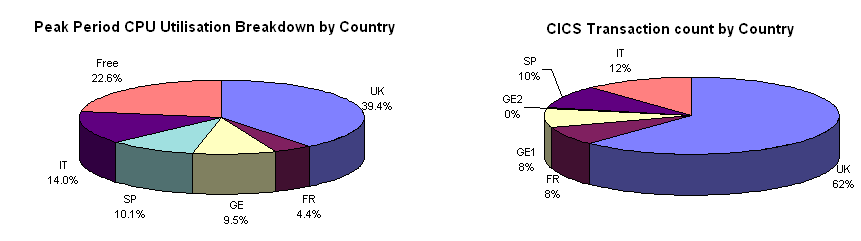 Peak Period CPU Utilisation Breakdown by Country
Free
22.6%
UK
39.4%
IT
14.0%
SP
10.1%
GE
9.5%
FR
4.4%
CICS Transaction count by Country
IT
12%
SP
10%
GE2
0%
GE1
8%
FR
8%
UK
62%